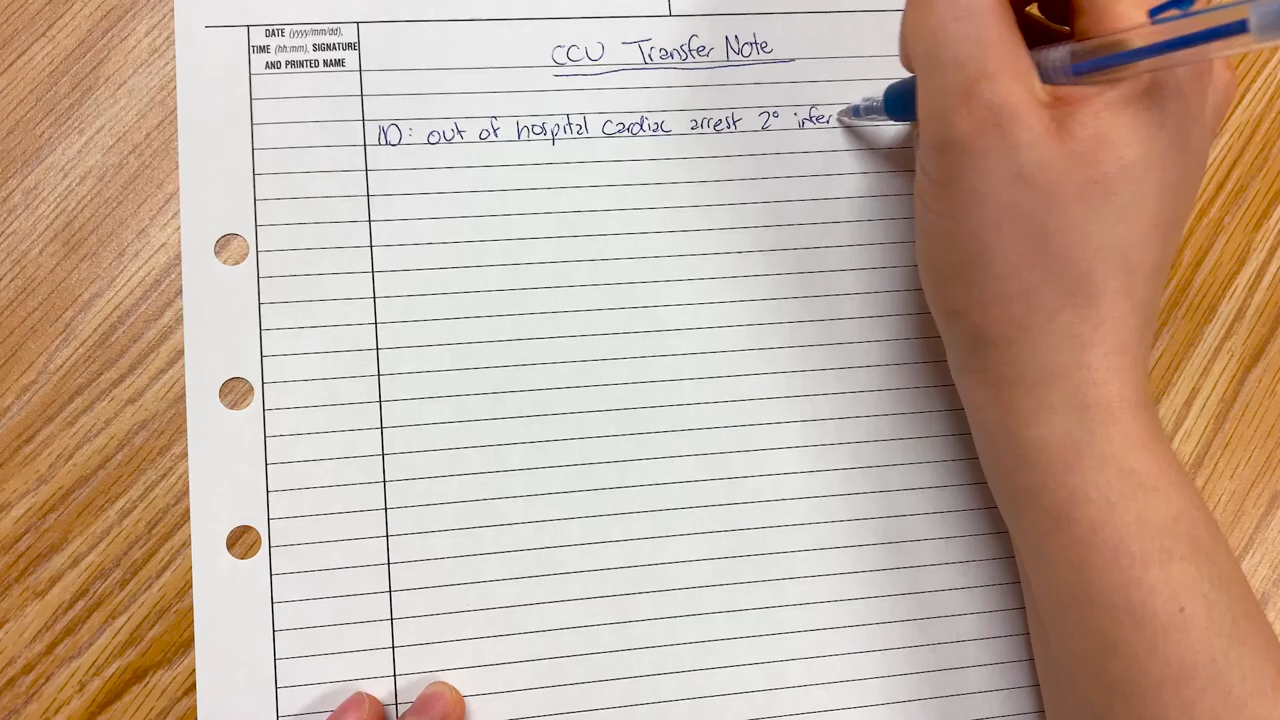 DATE (yyyy/mm/dd),
TIME (hh:mm), SIGNATURE
AND PRINTED NAME
CCU Transfer Note
ID: out of hospital cardiac arrest 2° infer